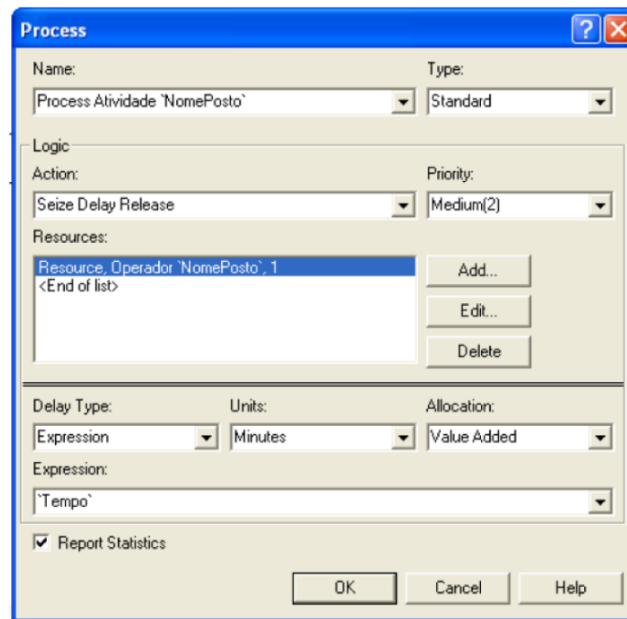 Process
Name:
Type:
Process Atividade `NomePosto`
Standard
Logic
Action:
Priority:
Seize Delay Release
Medium(2)
Resources:
Resource, Operador `NomePosto`, 1
<End of list>
Add...
Edit...
Delete
Delay Type:
Units:
Allocation:
Expression
Minutes
Value Added
Expression:
`Tempo`
Report Statistics
OK
Cancel
Help